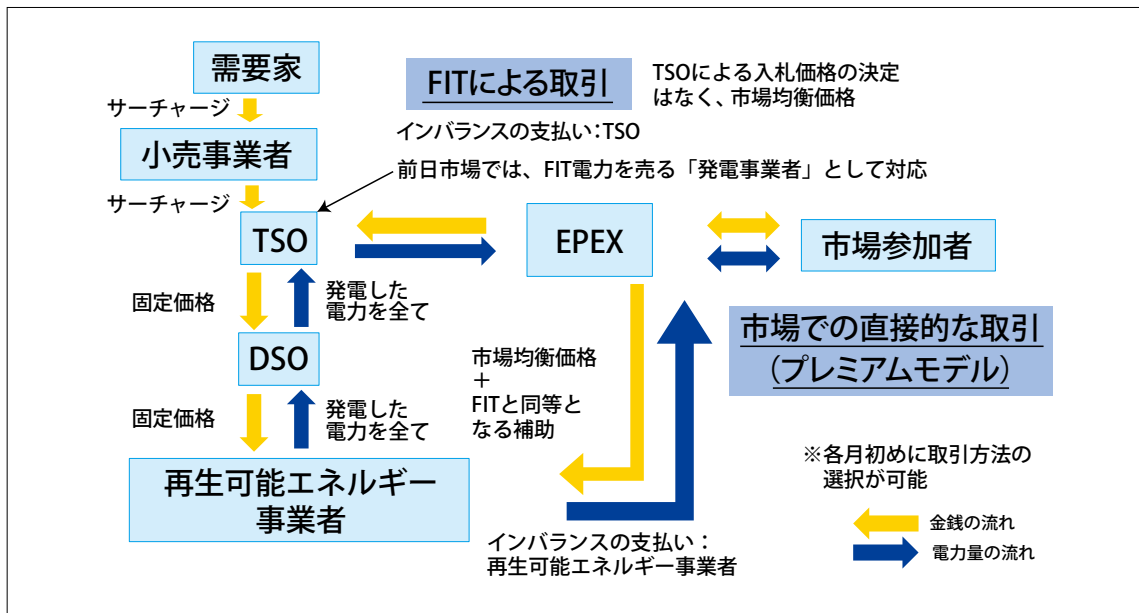 需要家
サーチャージ
小売事業者
サーチャージ
TSO
固定価格
発電した
電力を全て
DSO
固定価格
発電した
電力を全て
再生可能エネルギー
事業者
FITによる取引
TSOによる入札価格の決定
はなく、市場均衡価格
インバランスの支払い：TSO
前日市場では、FIT電力を売る「発電事業者」として対応
EPEX
市場参加者
市場均衡価格
＋
FITと同等と
なる補助
市場での直接的な取引
（プレミアムモデル）
インバランスの支払い：
再生可能エネルギー事業者
※各月初めに取引方法の
選択が可能
金銭の流れ
電力量の流れ